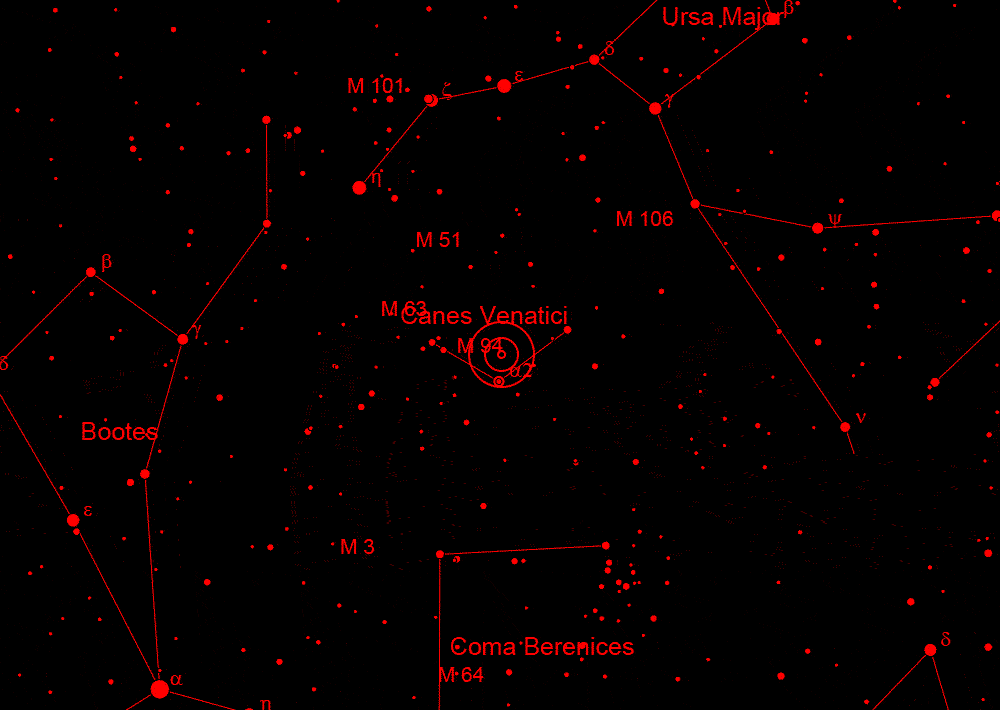 Ursa Major β
δ
ε
M 101 ζ
γ
η
M 106 ψ
M 51
β
M 63
Canes Venatici
γ
M 94
δ
α2
ν
Bootes
ε
M 3
δ
Coma Berenices
M 64
α
η